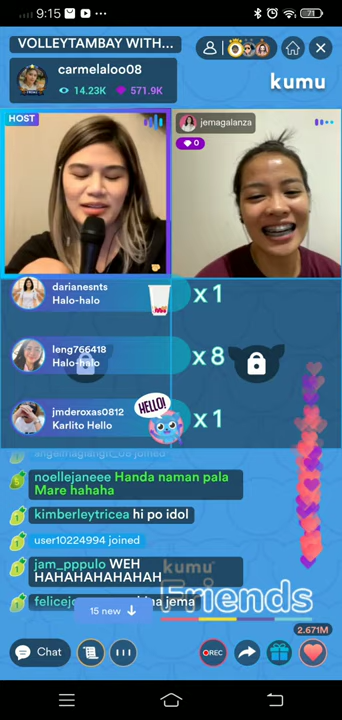 9:15
71
VOLLEYTAMBAY WITH...
carmelaloo08
14.23K 571.9K
kumu
HOST
jemagalanza
0
darianesnts
Halo-halo
x 1
leng766418
Halo-halo
x 8
HELLO!
jmderoxas0812
Karlito Hello
x 1
joined
noellejaneee Handa naman pala
Mare hahaha
kimberleytricea hi po idol
user10224994 joined
jam_pppulo WEH
HAHAHAHAHAHAH
kumu
Friends
jema
15 new
2.671M
Chat
REC